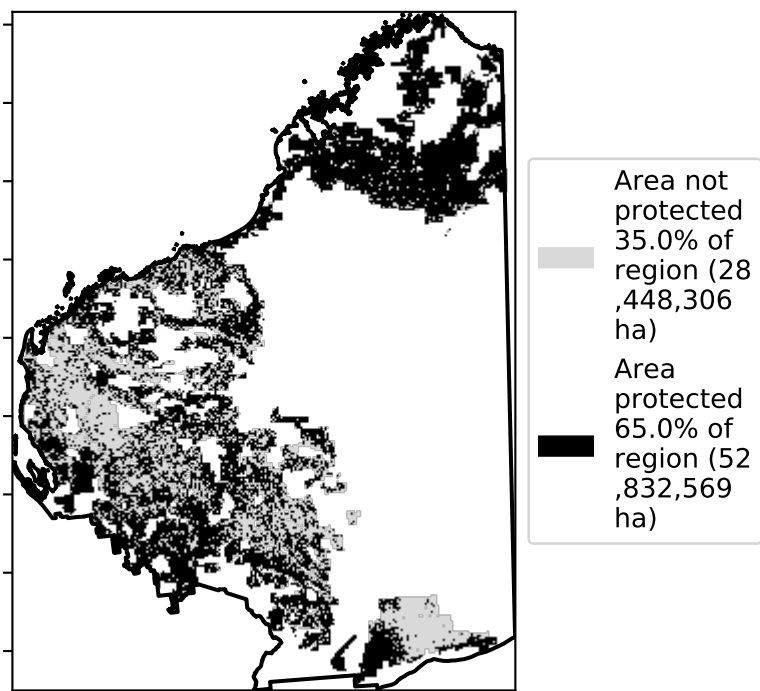 Area not
protected
35.0% of
region (28
,448,306
ha)
Area
protected
65.0% of
region (52
,832,569
ha)